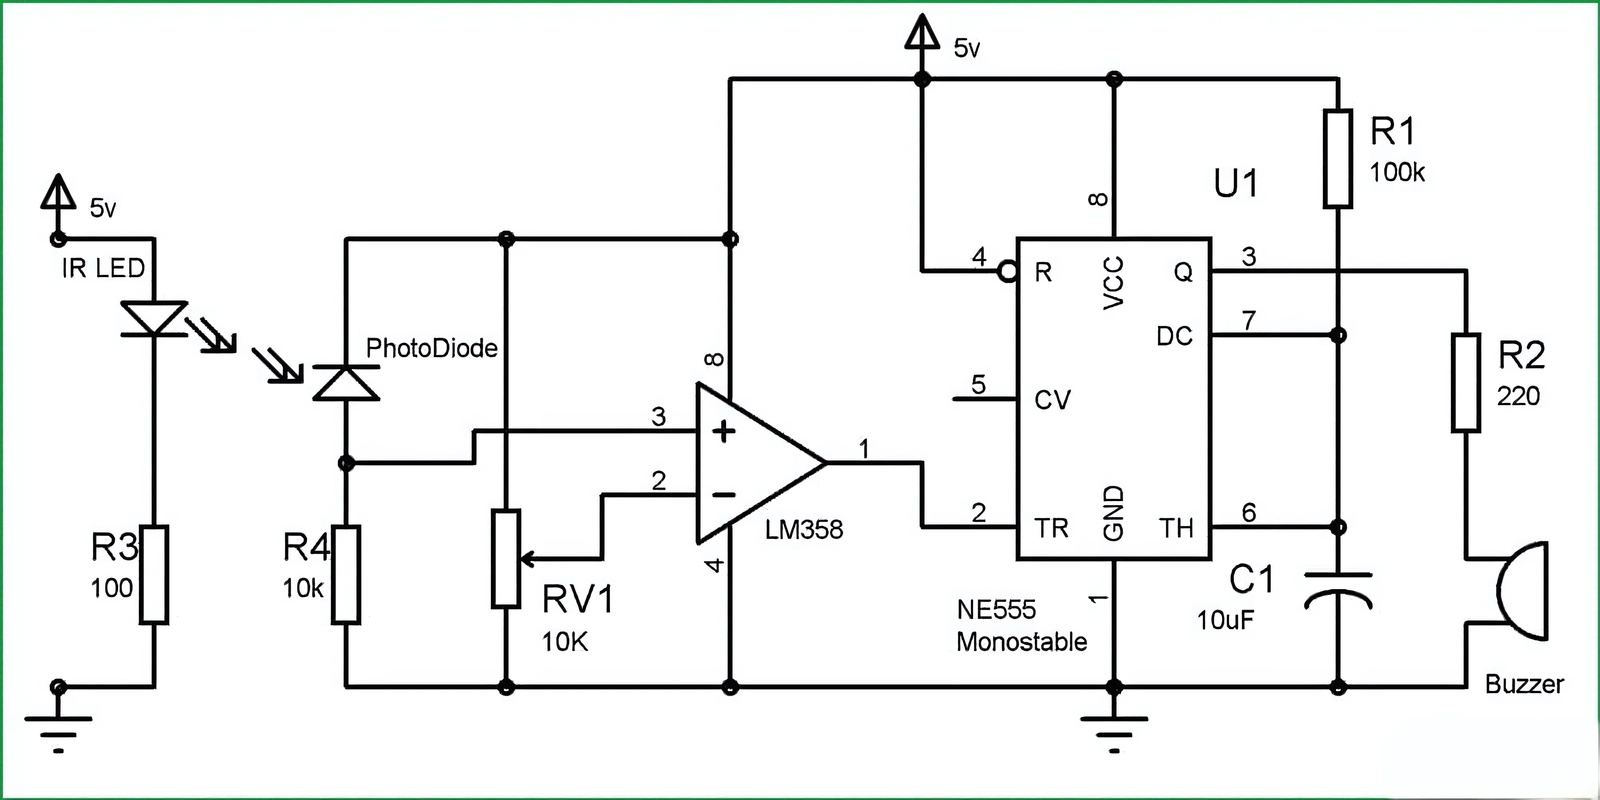 5v
5v
R1
100k
U1
8
IR LED
4
R
VCC
Q
3
PhotoDiode
8
DC
7
R2
220
5
CV
3
+
2
−
1
LM358
2
TR
GND
TH
6
R3
100
R4
10k
4
RV1
10K
1
NE555
Monostable
C1
10uF
Buzzer